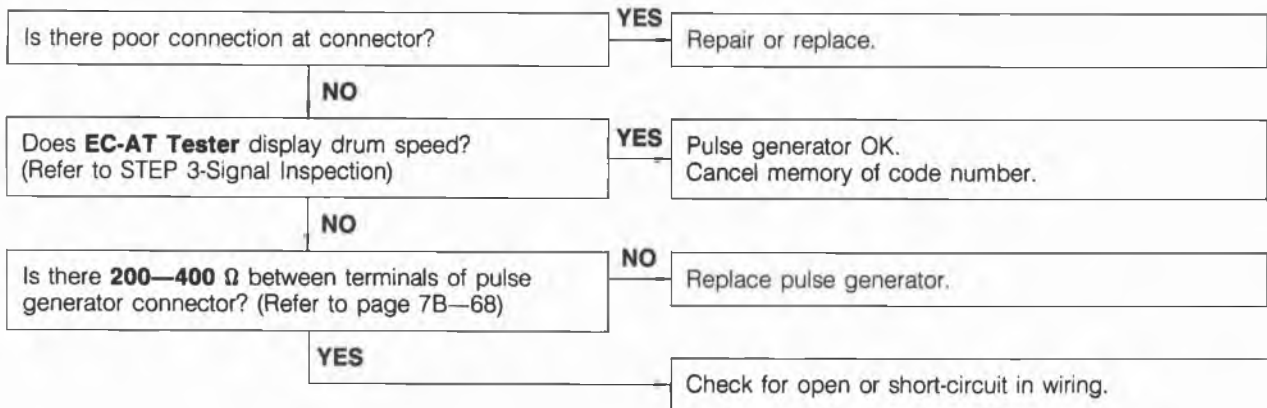 Is there poor connection at connector?
YES
Repair or replace.
NO
Does EC-AT Tester display drum speed?
(Refer to STEP 3-Signal Inspection)
YES
Pulse generator OK.
Cancel memory of code number.
NO
Is there 200—400 Ω between terminals of pulse
generator connector? (Refer to page 7B—68)
NO
Replace pulse generator.
YES
Check for open or short-circuit in wiring.